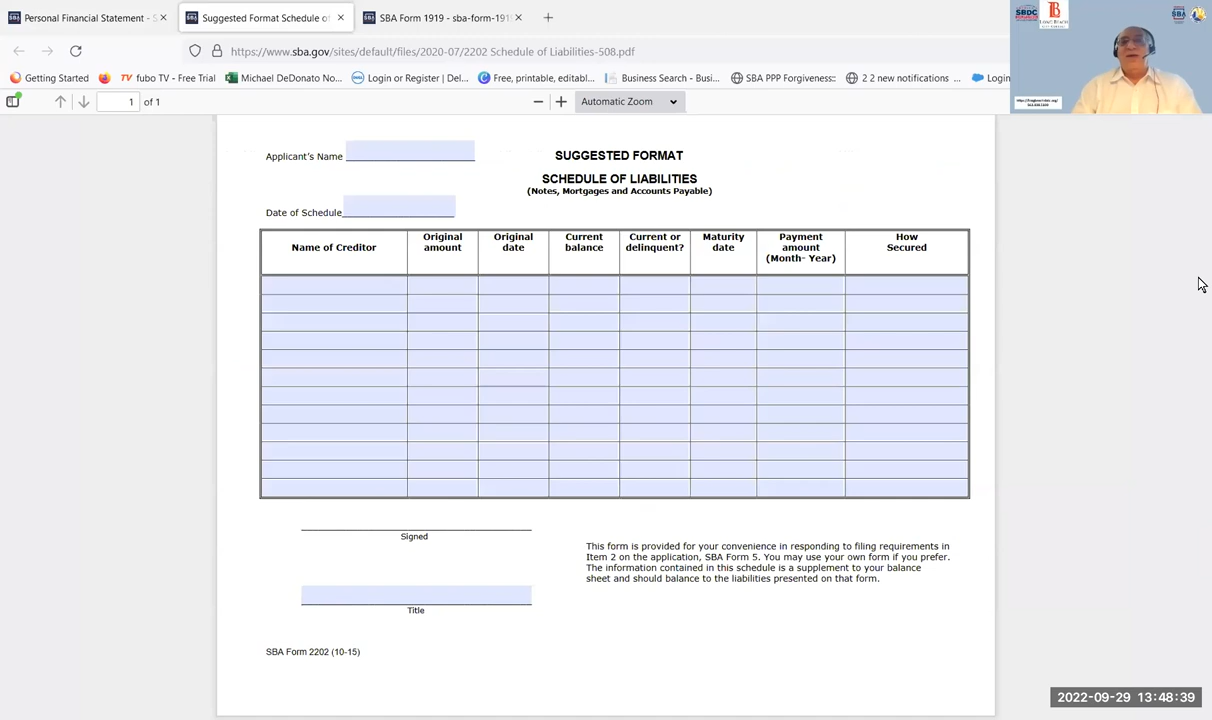 Personal Financial Statement - S
Suggested Format Schedule of
SBA Form 1919 - sba-form-191
https://www.sba.gov/sites/default/files/2020-07/2202 Schedule of Liabilities-508.pdf
Getting Started
fubo TV - Free Trial
Michael DeDonato No...
Login or Register | Del...
Free, printable, editabl...
Business Search - Busi...
SBA PPP Forgiveness:
2 2 new notifications ...
Login
1 of 1
Automatic Zoom
SBDC
LONG BEACH
SBA
Applicant's Name
SUGGESTED FORMAT
SCHEDULE OF LIABILITIES
(Notes, Mortgages and Accounts Payable)
Date of Schedule
Name of Creditor
Original amount
Original date
Current balance
Current or delinquent?
Maturity date
Payment amount (Month- Year)
How Secured
Signed
This form is provided for your convenience in responding to filing requirements in
Item 2 on the application, SBA Form 5. You may use your own form if you prefer.
The information contained in this schedule is a supplement to your balance
sheet and should balance to the liabilities presented on that form.
Title
SBA Form 2202 (10-15)
2022-09-29 13:48:39